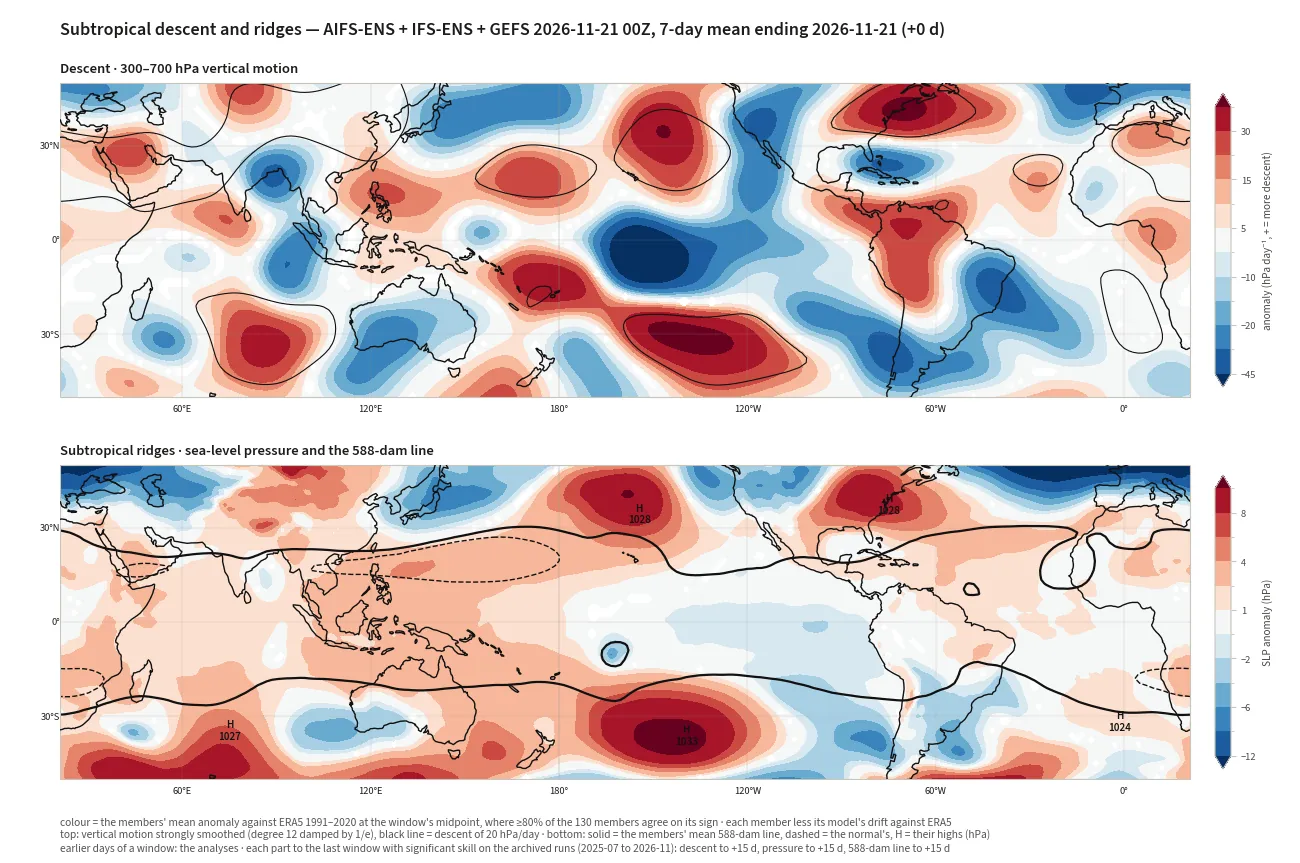 Subtropical descent and ridges — AIFS-ENS + IFS-ENS + GEFS 2026-11-21 00Z, 7-day mean ending 2026-11-21 (+0 d)
Descent · 300–700 hPa vertical motion
30°N
0°
30°S
60°E
120°E
180°
120°W
60°W
0°
30
15
5
−10
−20
−45
anomaly (hPa day⁻¹, + = more descent)
Subtropical ridges · sea-level pressure and the 588-dam line
30°N
0°
30°S
H
1028
H
1028
H
1027
H
1033
H
1024
60°E
120°E
180°
120°W
60°W
0°
8
4
1
−2
−6
−12
SLP anomaly (hPa)
colour = the members' mean anomaly against ERA5 1991–2020 at the window's midpoint, where ≥80% of the 130 members agree on its sign · each member less its model's drift against ERA5
top: vertical motion strongly smoothed (degree 12 damped by 1/e), black line = descent of 20 hPa/day · bottom: solid = the members' mean 588-dam line, dashed = the normal's, H = their highs (hPa)
earlier days of a window: the analyses · each part to the last window with significant skill on the archived runs (2025-07 to 2026-11): descent to +15 d, pressure to +15 d, 588-dam line to +15 d